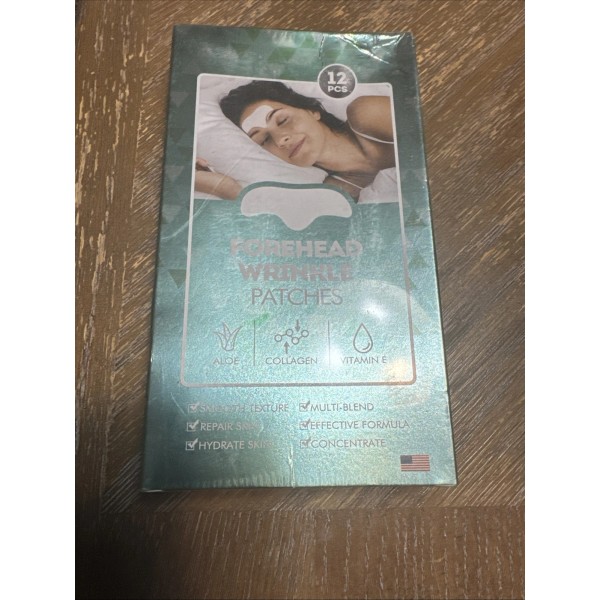 12
PCS
FOREHEAD
WRINKLE
PATCHES
ALOE
COLLAGEN
VITAMIN E
SMOOTH TEXTURE
MULTI-BLEND
REPAIR SKIN
EFFECTIVE FORMULA
HYDRATE SKIN
CONCENTRATE